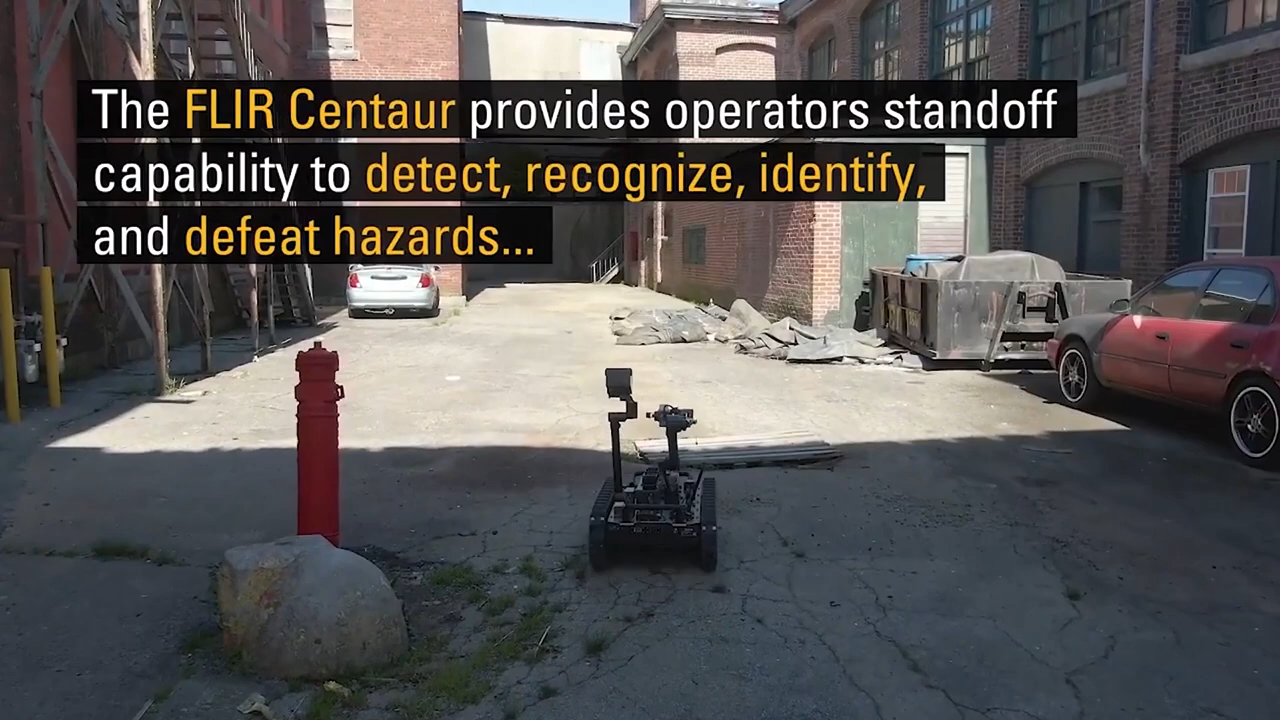 The FLIR Centaur provides operators standoff
capability to detect, recognize, identify,
and defeat hazards...